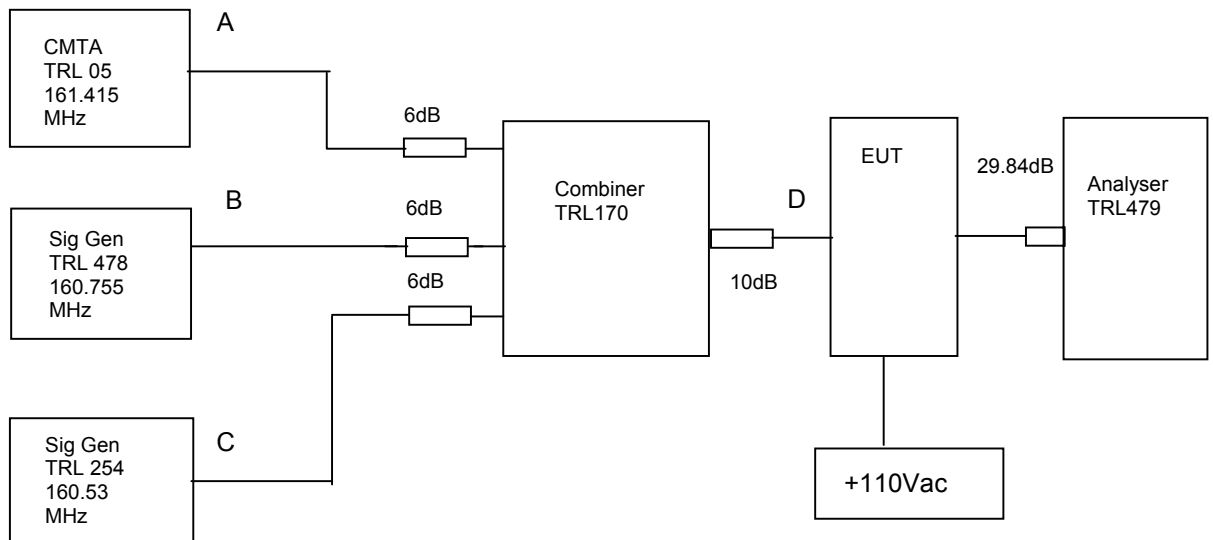 A
CMTA
TRL 05
161.415
MHz
6dB
B
Sig Gen
TRL 478
160.755
MHz
6dB
C
Sig Gen
TRL 254
160.53
MHz
6dB
Combiner
TRL170
D
10dB
EUT
29.84dB
Analyser
TRL479
+110Vac